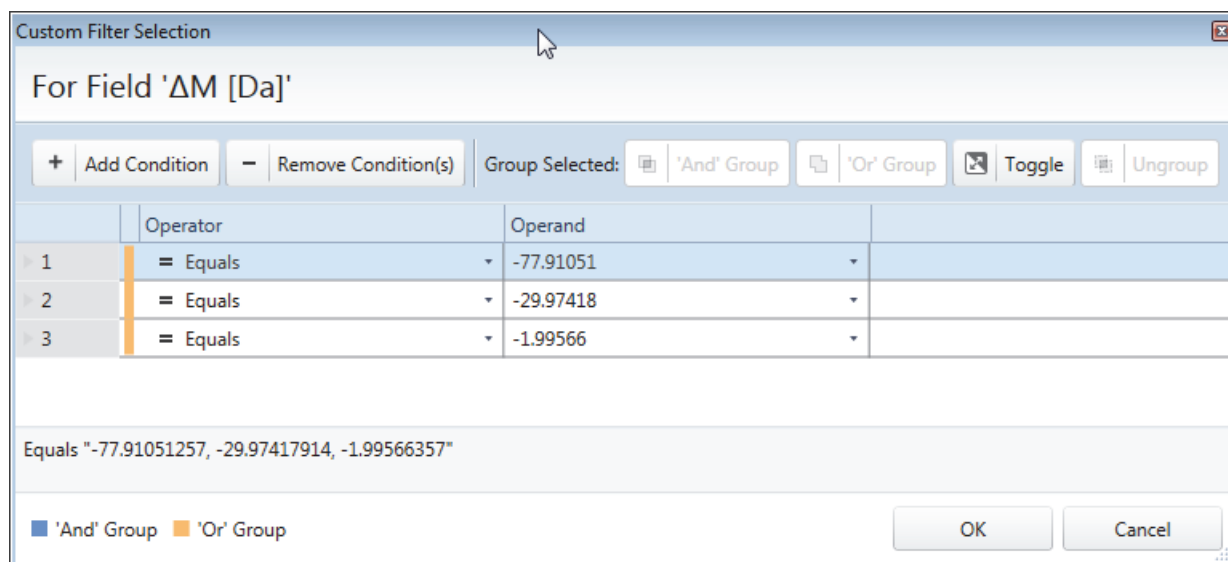 Custom Filter Selection
For Field 'ΔM [Da]'
+ Add Condition − Remove Condition(s) Group Selected: 'And' Group 'Or' Group Toggle Ungroup
Operator Operand
1 = Equals -77.91051
2 = Equals -29.97418
3 = Equals -1.99566
Equals "-77.91051257, -29.97417914, -1.99566357"
'And' Group 'Or' Group OK Cancel